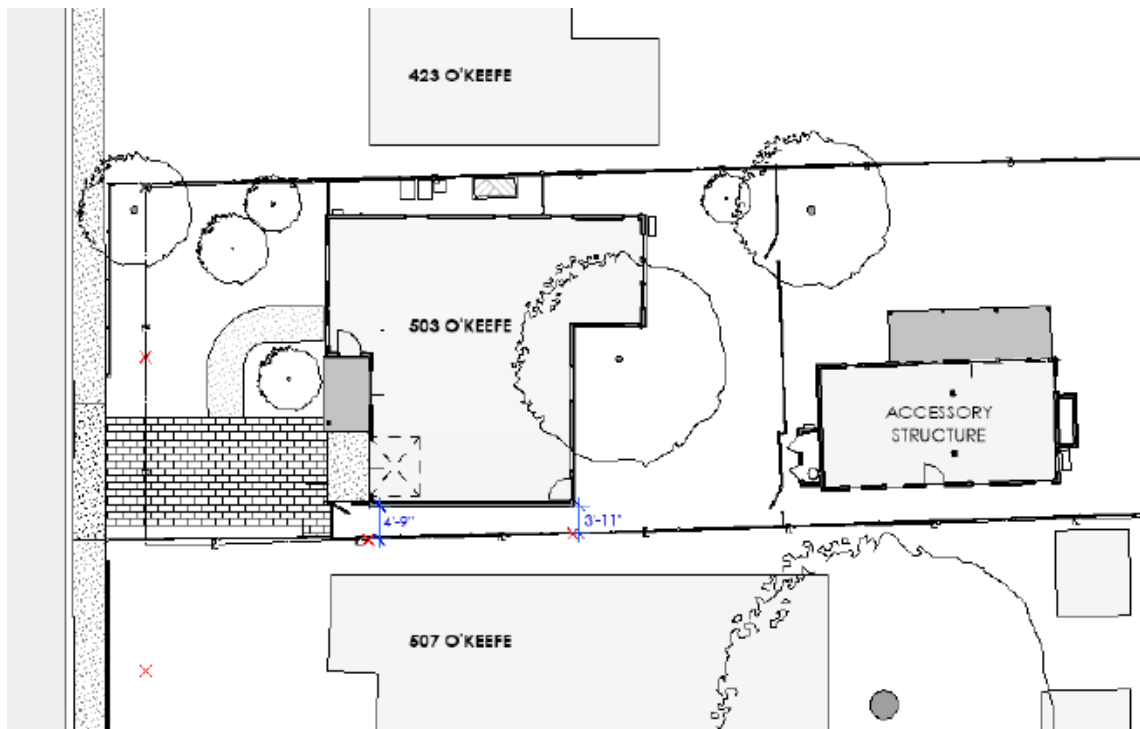 423 O'KEEFE
503 O'KEEFE
ACCESSORY
STRUCTURE
4'-9"
3'-11"
507 O'KEEFE